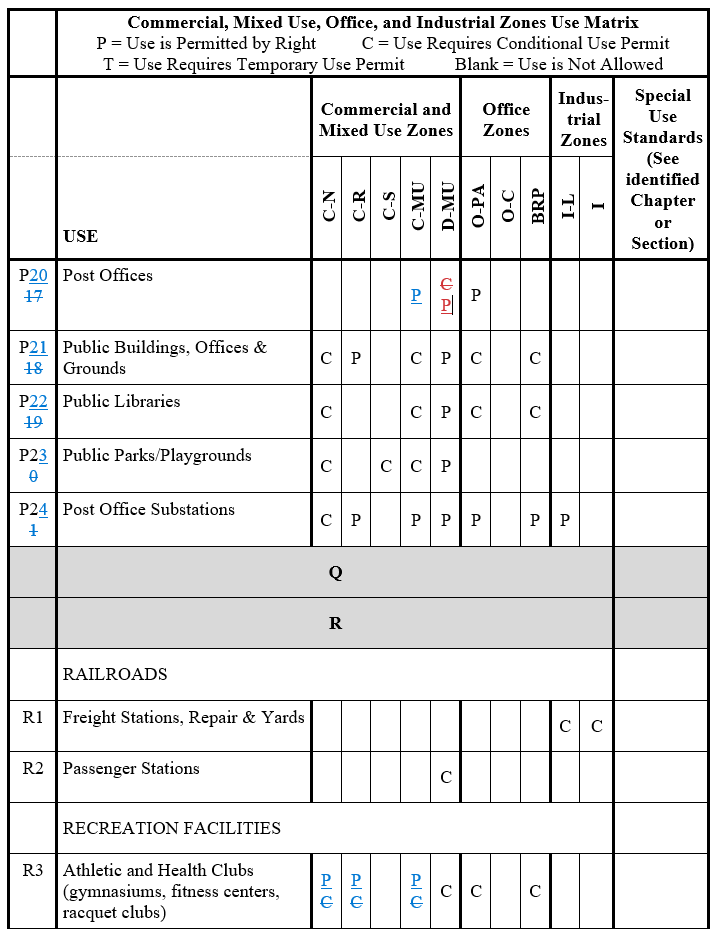 Commercial, Mixed Use, Office, and Industrial Zones Use Matrix
P = Use is Permitted by Right C = Use Requires Conditional Use Permit
T = Use Requires Temporary Use Permit Blank = Use is Not Allowed
USE
Commercial and
Mixed Use Zones
Office
Zones
Indus-
trial
Zones
Special
Use
Standards
(See
identified
Chapter
or
Section)
C-N C-R C-S C-MU D-MU O-PA O-C BRP I-L I
P20
17
Post Offices
P
C
P
P
P21
18
Public Buildings, Offices &
Grounds
C P C P C C
P22
19
Public Libraries
C C P C C
P23
0
Public Parks/Playgrounds
C C C P
P24
1
Post Office Substations
C P P P P P P
Q
R
RAILROADS
R1 Freight Stations, Repair & Yards C C
R2 Passenger Stations C
RECREATION FACILITIES
R3
Athletic and Health Clubs
(gymnasiums, fitness centers,
racquet clubs)
P P P
C C C C C C